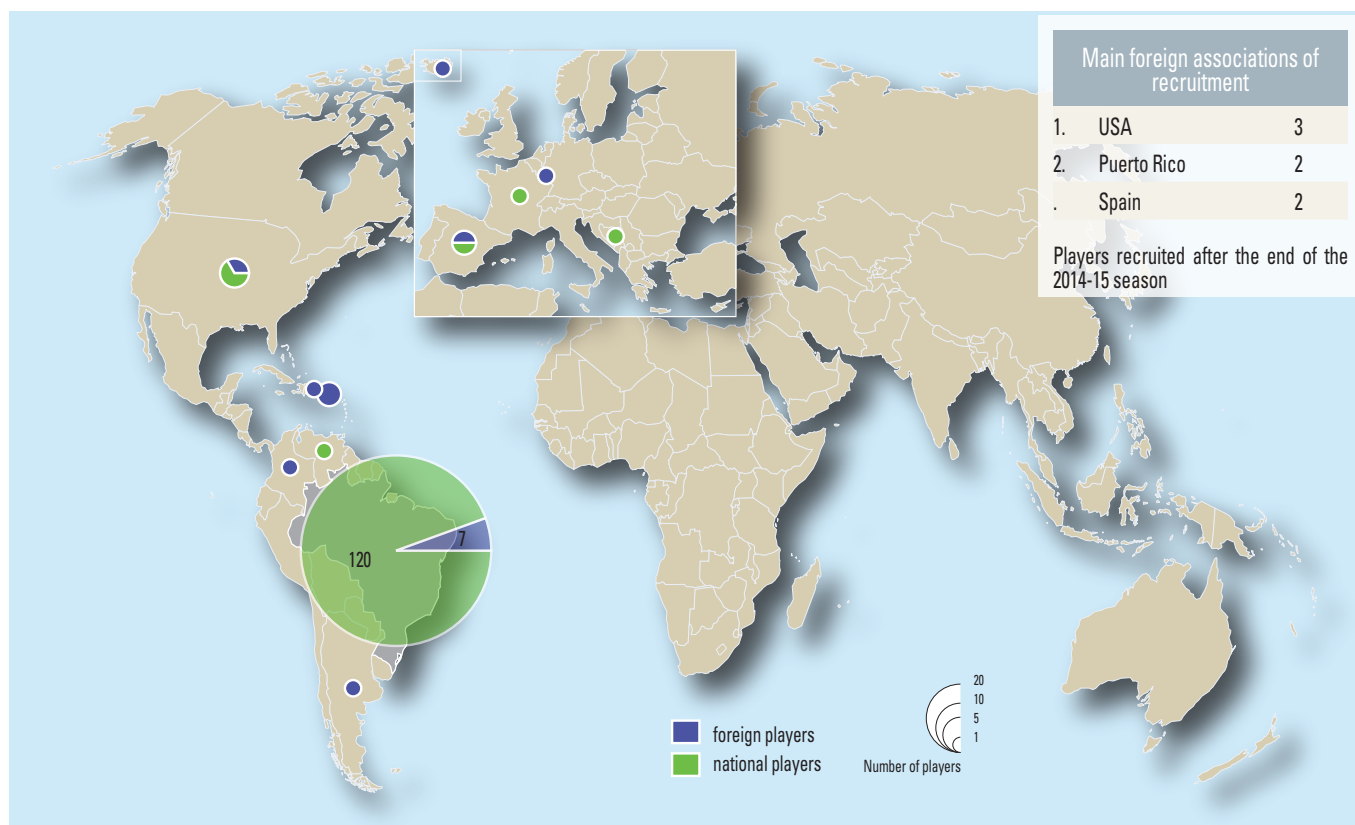 Main foreign associations of
recruitment
1. USA 3
2. Puerto Rico 2
. Spain 2
Players recruited after the end of the
2014-15 season
7
120
foreign players
national players
20
10
5
1
Number of players